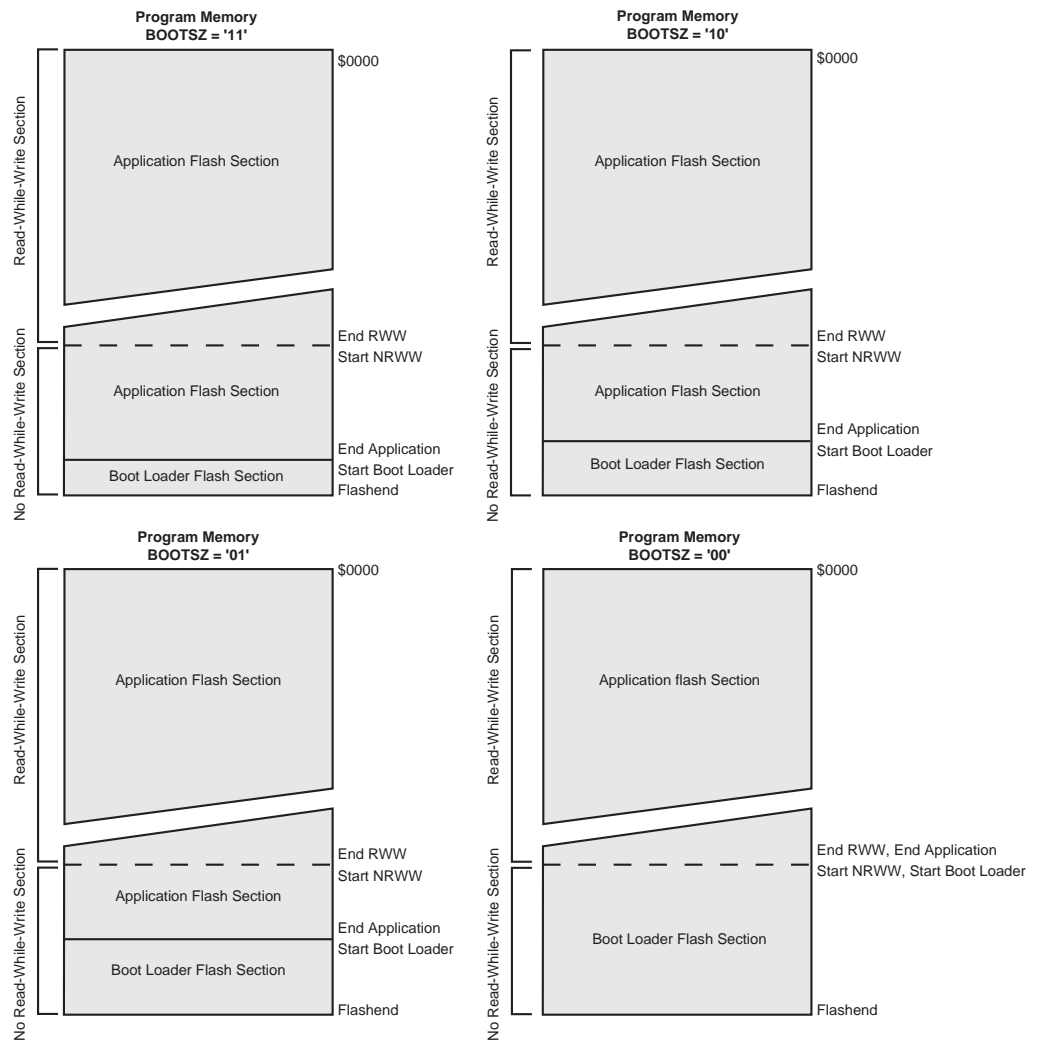 Program Memory
BOOTSZ = '11'
$0000
Read-While-Write Section
Application Flash Section
End RWW
Start NRWW
No Read-While-Write Section
Application Flash Section
End Application
Start Boot Loader
Boot Loader Flash Section
Flashend
Program Memory
BOOTSZ = '10'
$0000
Read-While-Write Section
Application Flash Section
End RWW
Start NRWW
No Read-While-Write Section
Application Flash Section
End Application
Start Boot Loader
Boot Loader Flash Section
Flashend
Program Memory
BOOTSZ = '01'
$0000
Read-While-Write Section
Application Flash Section
End RWW
Start NRWW
No Read-While-Write Section
Application Flash Section
End Application
Start Boot Loader
Boot Loader Flash Section
Flashend
Program Memory
BOOTSZ = '00'
$0000
Read-While-Write Section
Application flash Section
End RWW, End Application
Start NRWW, Start Boot Loader
No Read-While-Write Section
Boot Loader Flash Section
Flashend